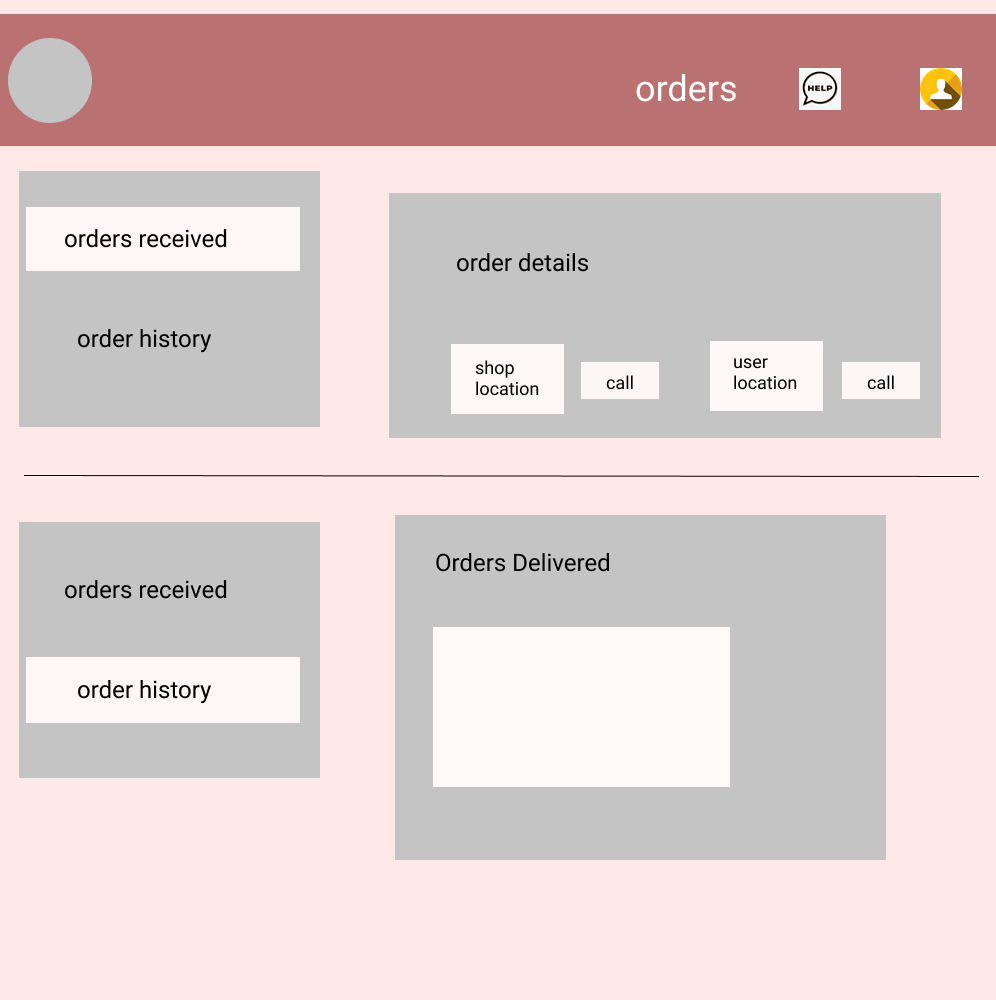 orders
HELP
orders received
order history
order details
shop
location
call
user
location
call
orders received
order history
Orders Delivered